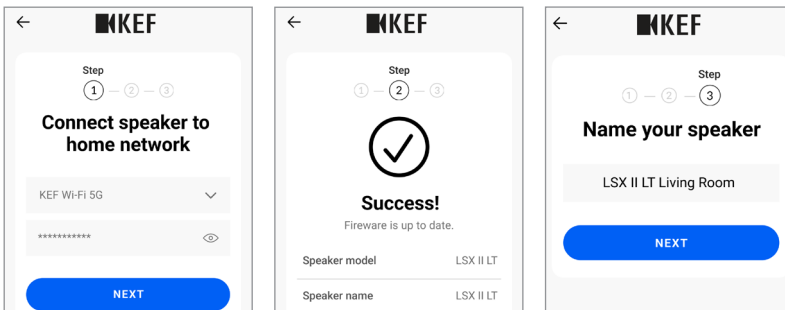 KEF
Step
1 2 3
Connect speaker to
home network
KEF Wi-Fi 5G
***********
NEXT
KEF
Step
1 2 3
Success!
Fireware is up to date.
Speaker model LSX II LT
Speaker name LSX II LT
KEF
Step
1 2 3
Name your speaker
LSX II LT Living Room
NEXT